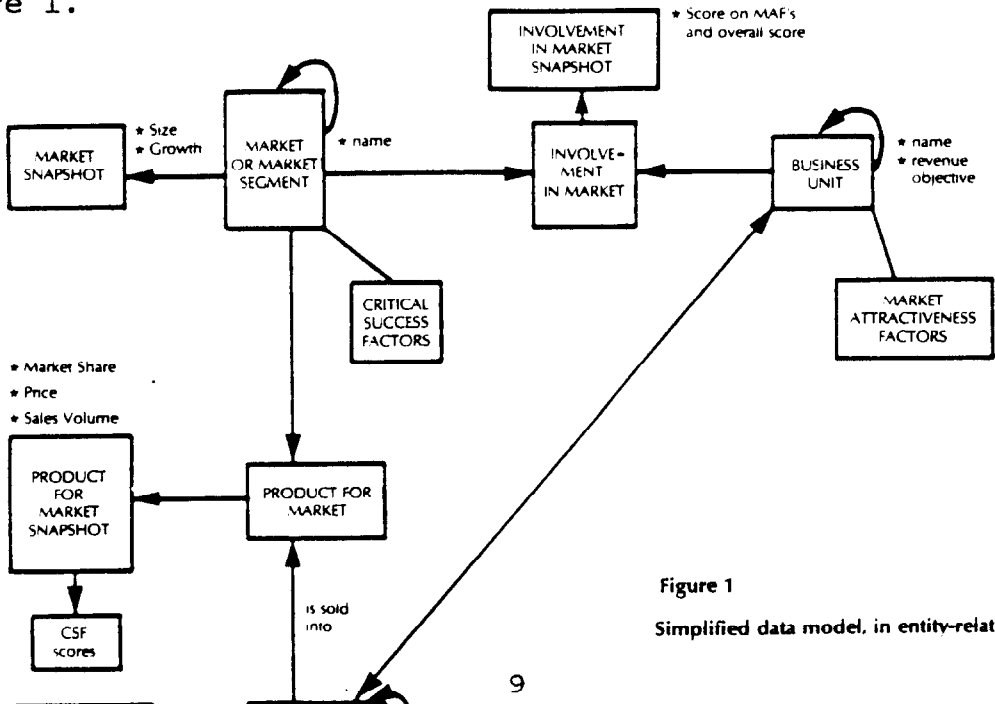 re 1.
INVOLVEMENT
IN MARKET
SNAPSHOT
* Score on MAF's
and overall score
MARKET
SNAPSHOT
* Size
* Growth
MARKET
OR MARKET
SEGMENT
* name
INVOLVE-
MENT
IN MARKET
BUSINESS
UNIT
* name
* revenue
objective
CRITICAL
SUCCESS
FACTORS
MARKET
ATTRACTIVENESS
FACTORS
* Market Share
* Price
* Sales Volume
PRODUCT
FOR
MARKET
SNAPSHOT
PRODUCT FOR
MARKET
is sold
into
CSF
scores
Figure 1
Simplified data model, in entity-relat
9